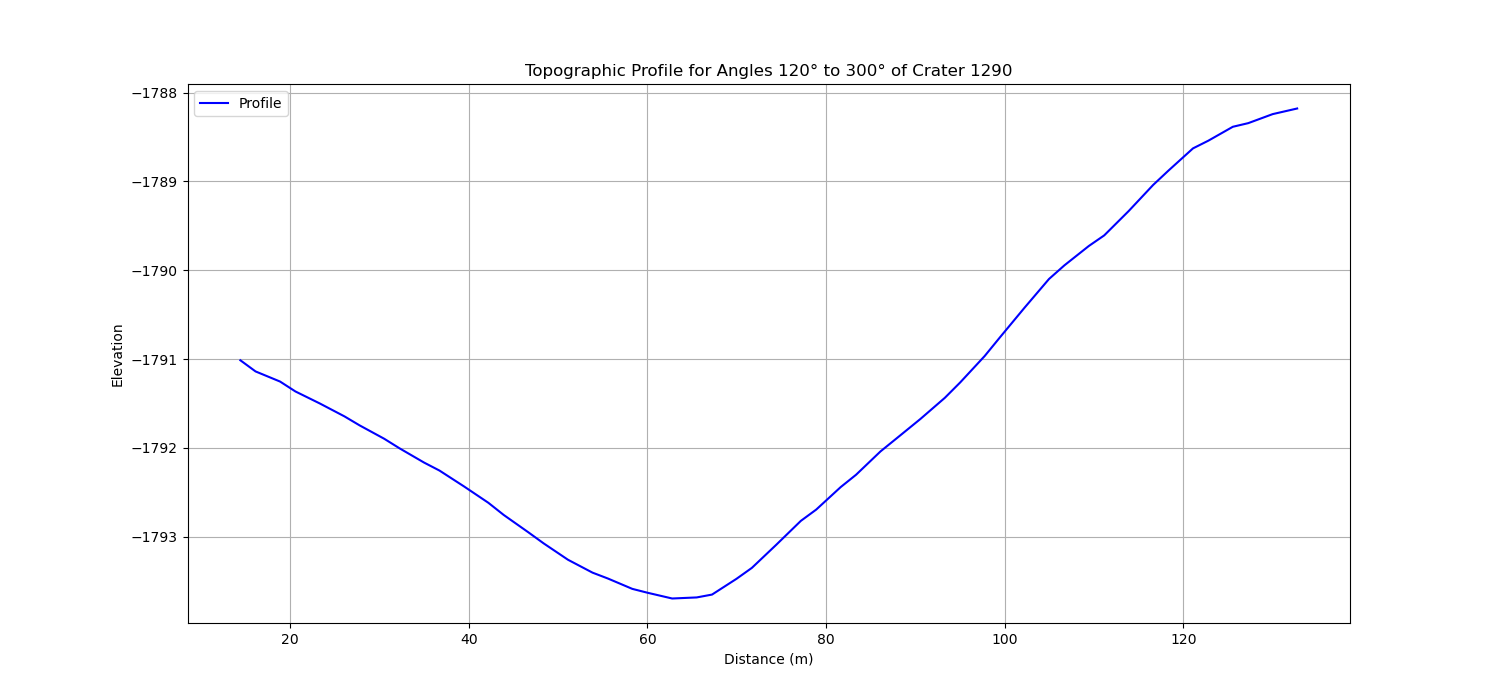 Topographic Profile for Angles 120° to 300° of Crater 1290
Profile
−1788
−1789
−1790
−1791
−1792
−1793
Elevation
20 40 60 80 100 120
Distance (m)